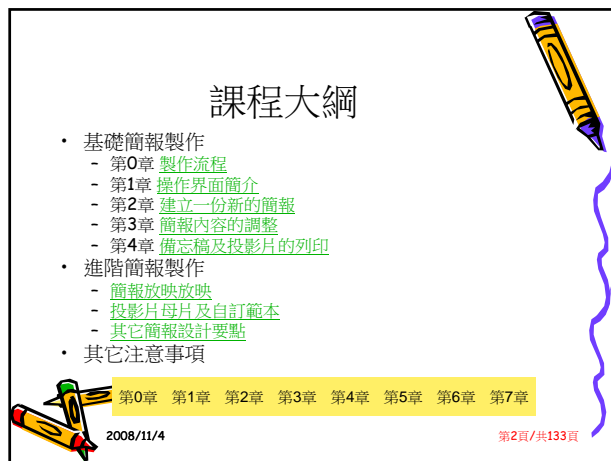 課程大綱
• 基礎簡報製作
– 第0章 製作流程
– 第1章 操作界面簡介
– 第2章 建立一份新的簡報
– 第3章 簡報內容的調整
– 第4章 備忘稿及投影片的列印
• 進階簡報製作
– 簡報放映放映
– 投影片母片及自訂範本
– 其它簡報設計要點
• 其它注意事項
第0章 第1章 第2章 第3章 第4章 第5章 第6章 第7章
2008/11/4 第2頁/共133頁